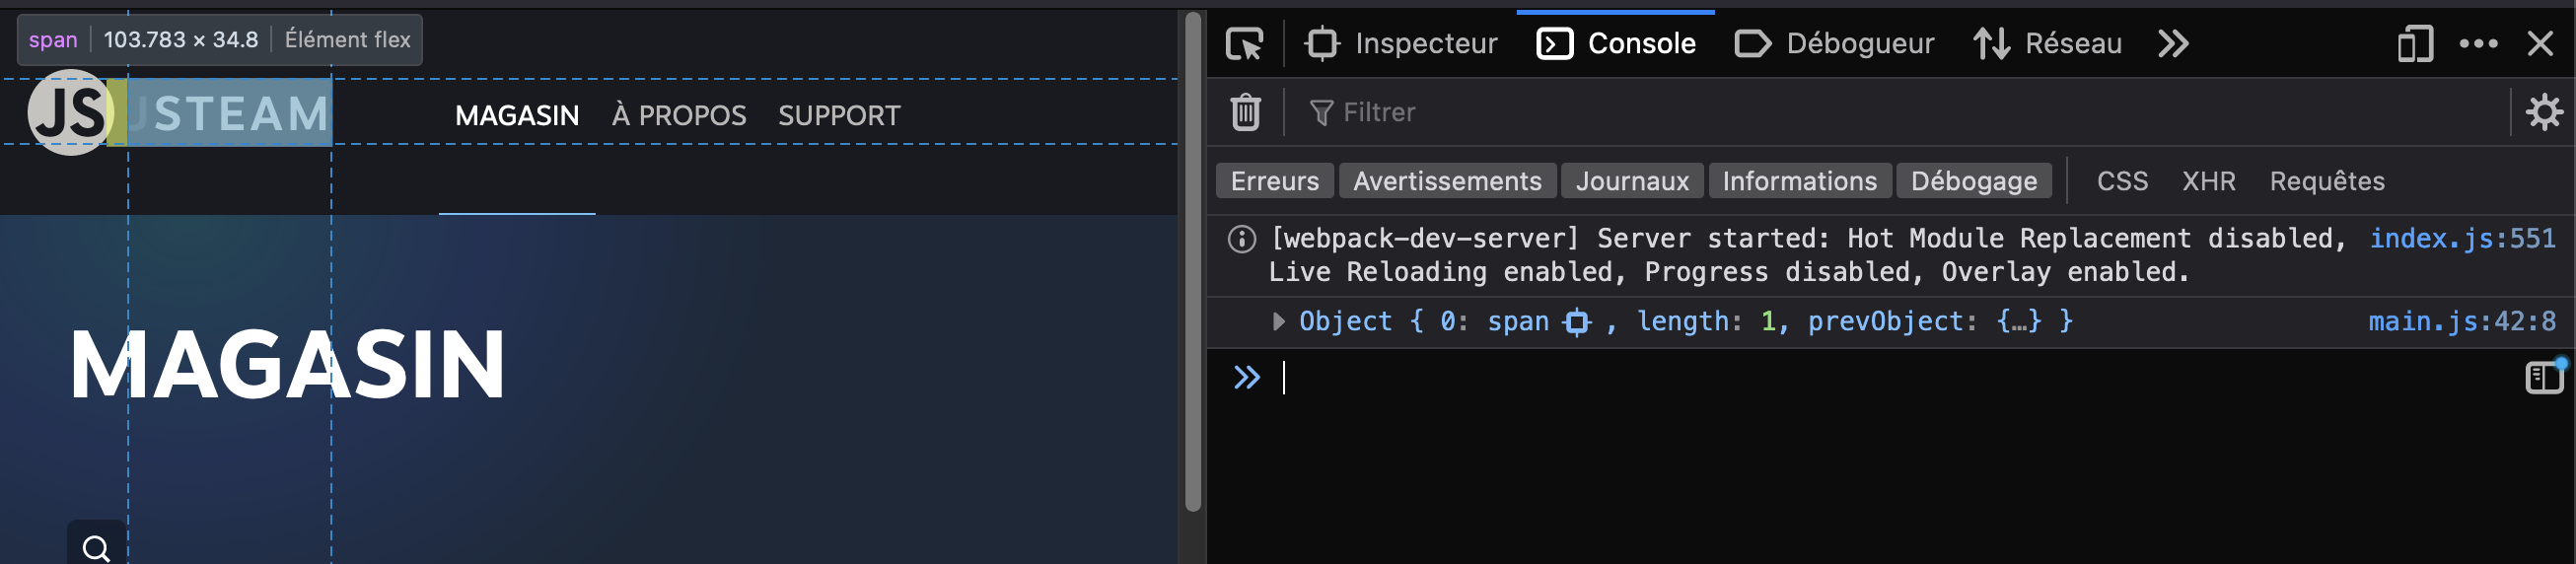 span | 103.783 × 34.8 | Élément flex
JS JSTEAM
MAGASIN À PROPOS SUPPORT
MAGASIN
Inspecteur Console Débogueur Réseau
Filtrer
Erreurs Avertissements Journaux Informations Débogage CSS XHR Requêtes
[webpack-dev-server] Server started: Hot Module Replacement disabled, index.js:551
Live Reloading enabled, Progress disabled, Overlay enabled.
Object { 0: span , length: 1, prevObject: {…} } main.js:42:8